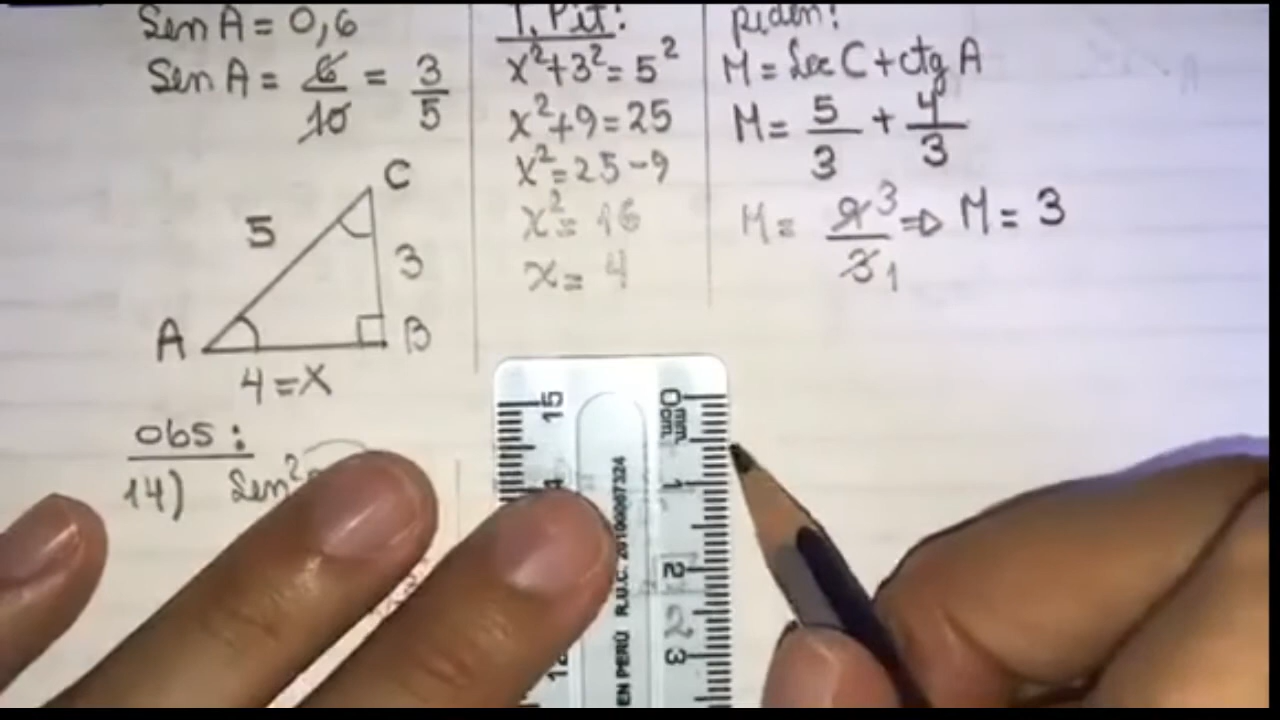 Sen A = 0,6
Sen A = 6/10 = 3/5
C
5
3
A
B
4 = x
obs:
14) Sen²
T. Pit:
x² + 3² = 5²
x² + 9 = 25
x² = 25 - 9
x² = 16
x = 4
Piden:
M = Sec C + ctg A
M = 5/3 + 4/3
M = 9/3 3 1 ⇒ M = 3
15
0
mm.
cm.
1
2
2
3
EN PERÚ R.U.C.